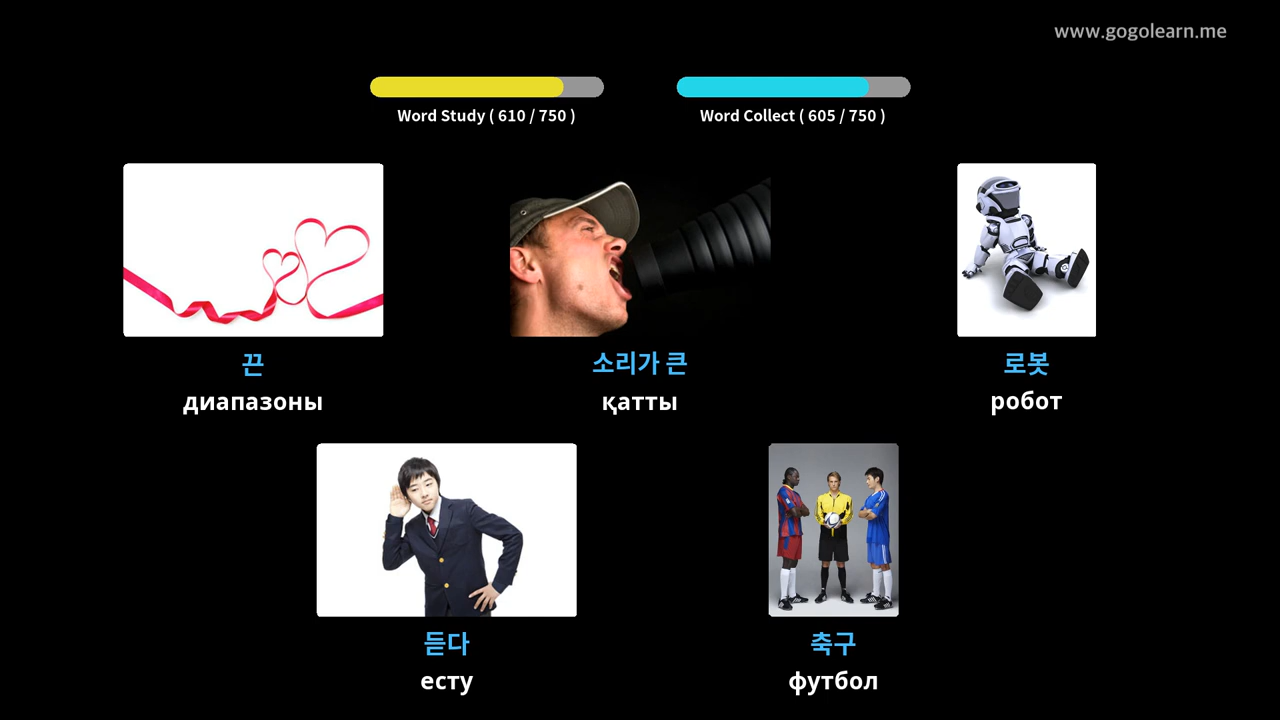 www.gogolearn.me
Word Study ( 610 / 750 )
Word Collect ( 605 / 750 )
끈
диапазоны
소리가 큰
қатты
로봇
робот
듣다
есту
축구
футбол